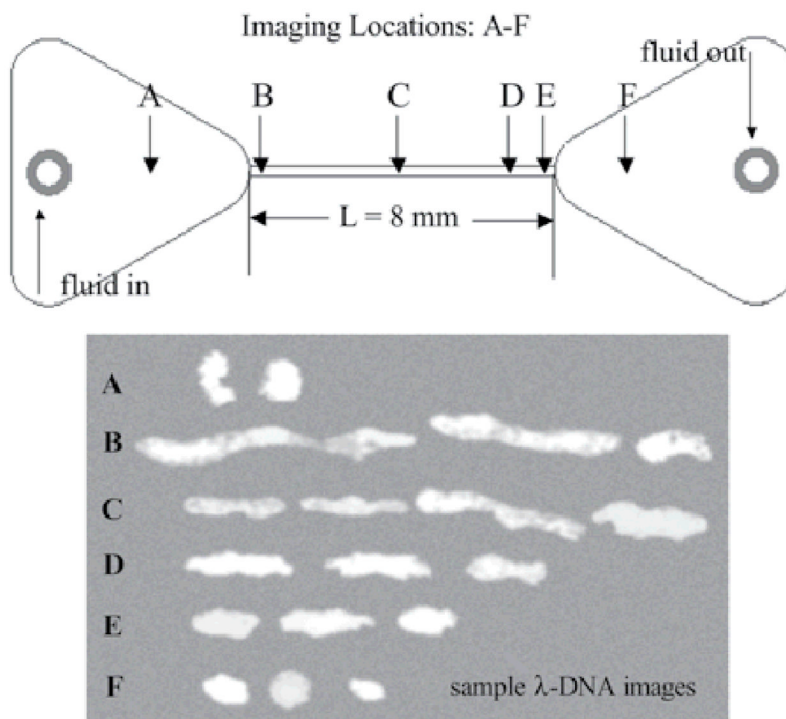 Imaging Locations: A-F
fluid out
A B C D E F
L = 8 mm
fluid in
A
B
C
D
E
F sample λ-DNA images